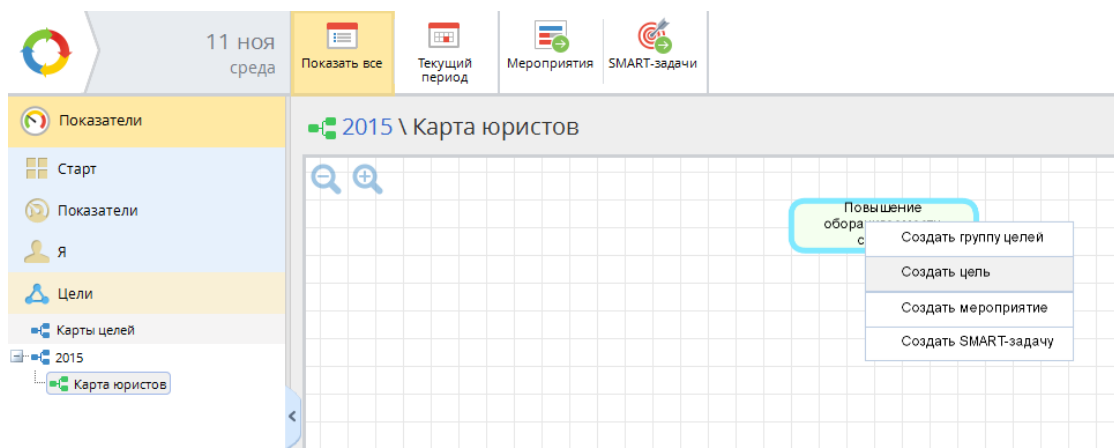 11 ноя
среда
Показать все
Текущий
период
Мероприятия
SMART-задачи
Показатели
Старт
Показатели
Я
Цели
Карты целей
2015
Карта юристов
2015 \ Карта юристов
Повышение
Создать группу целей
Создать цель
Создать мероприятие
Создать SMART-задачу